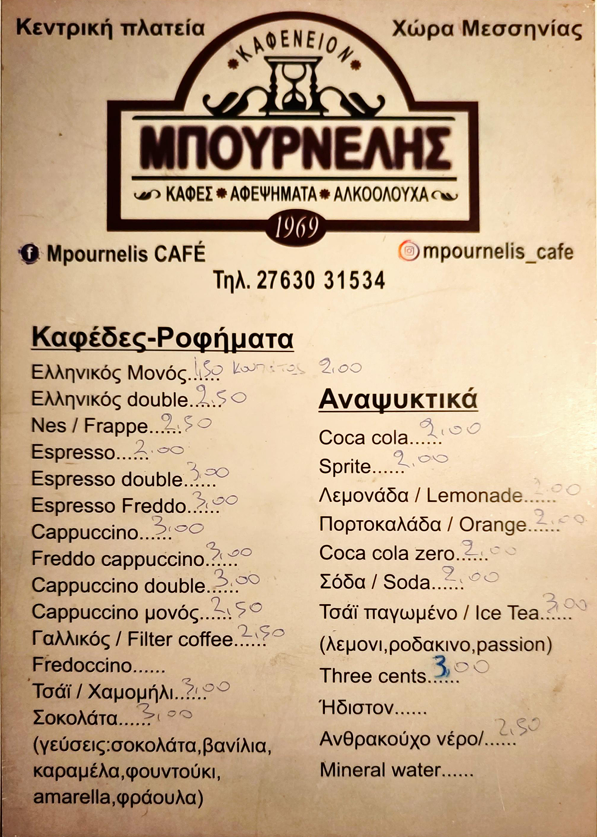 Κεντρική πλατεία
Χώρα Μεσσηνίας
ΚΑΦΕΝΕΙΟΝ
ΜΠΟΥΡΝΕΛΗΣ
ΚΑΦΕΣ ΑΦΕΨΗΜΑΤΑ ΑΛΚΟΟΛΟΥΧΑ
1969
Mpournelis CAFÉ
mpournelis_cafe
Τηλ. 27630 31534
Καφέδες-Ροφήματα
Ελληνικός Μονός...... 1,50 2.00
Ελληνικός double...... 2,50
Nes / Frappe...... 2,50
Espresso...... 2.00
Espresso double...... 3,00
Espresso Freddo...... 3,00
Cappuccino...... 3,00
Freddo cappuccino...... 3,00
Cappuccino double...... 3,00
Cappuccino μονός...... 2,50
Γαλλικός / Filter coffee...... 2,50
Fredoccino......
Τσάϊ / Χαμομήλι...... 3,00
Σοκολάτα...... 3,00
(γεύσεις:σοκολάτα,βανίλια,
καραμέλα,φουντούκι,
amarella,φράουλα)
Αναψυκτικά
Coca cola...... 2,00
Sprite...... 2,00
Λεμονάδα / Lemonade...... 2,00
Πορτοκαλάδα / Orange...... 2,00
Coca cola zero...... 2,00
Σόδα / Soda...... 2,00
Τσάϊ παγωμένο / Ice Tea...... 3,00
(λεμονι,ροδακινο,passion)
Three cents...... 3,00
Ήδιστον......
Ανθρακούχο νέρο/...... 2,50
Mineral water......